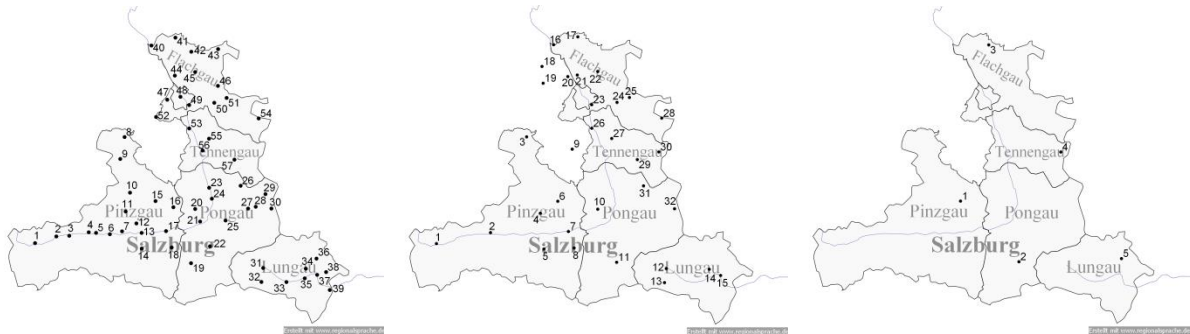 40 41 42 43
Flachgau
44 45 46
47 48 49 50 51
52 53 54
55 56
Tennengau
57
8
9
10 11 15 16
Pinzgau
12 13
1 2 3 4 5 6 7 17
Salzburg
14 18 19
23 24 26 29
20 27 28 30
Pongau
21 25 22
31 34 36
Lungau
32 33 35 37 38 39
Erstellt mit www.regionalsprache.de
16 17
Flachgau
18 19 20 21 22
23 24 25
28
26 27
Tennengau
30
29
3 9
6
Pinzgau
4
10
Pongau
31 32
1 2 7
Salzburg
5 8
11
12 Lungau
13 14 15
Erstellt mit www.regionalsprache.de
3
Flachgau
Tennengau
4
1
Pinzgau
Pongau
Salzburg
2
Lungau
5
Erstellt mit www.regionalsprache.de